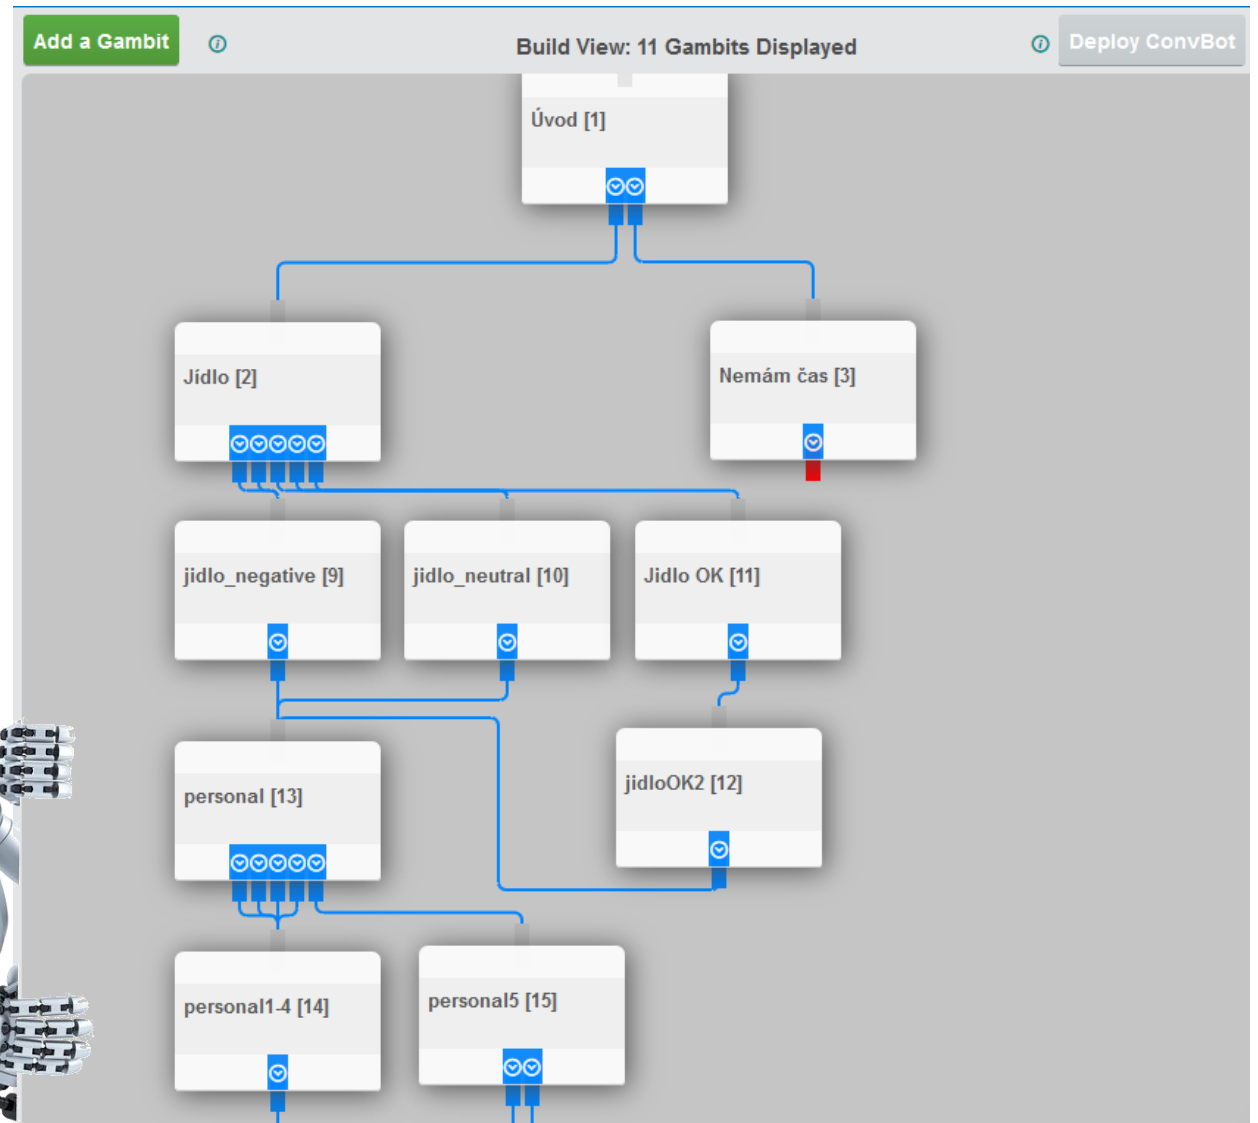 Add a Gambit
Build View: 11 Gambits Displayed
Deploy ConvBot
Úvod [1]
Jídlo [2]
Nemám čas [3]
jidlo_negative [9]
jidlo_neutral [10]
Jidlo OK [11]
personal [13]
jidloOK2 [12]
personal1-4 [14]
personal5 [15]